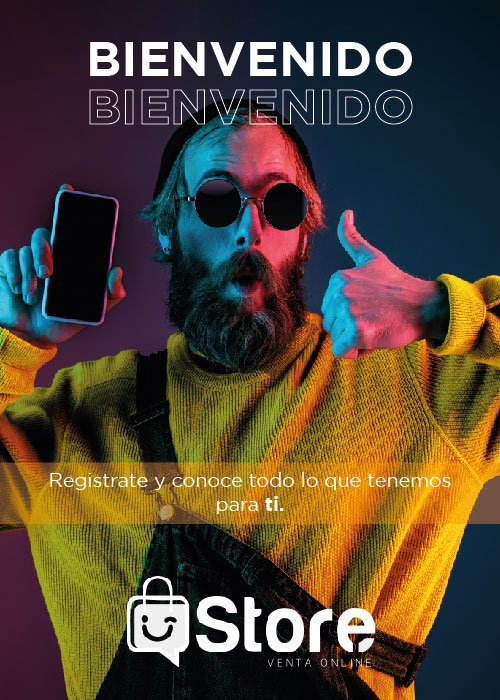 BIENVENIDO
BIENVENIDO
Registrate y conoce todo lo que tenemos
para ti.
Store
VENTA ONLINE